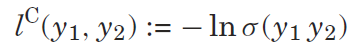 l^C(y_1, y_2) := − ln σ(y_1 y_2)